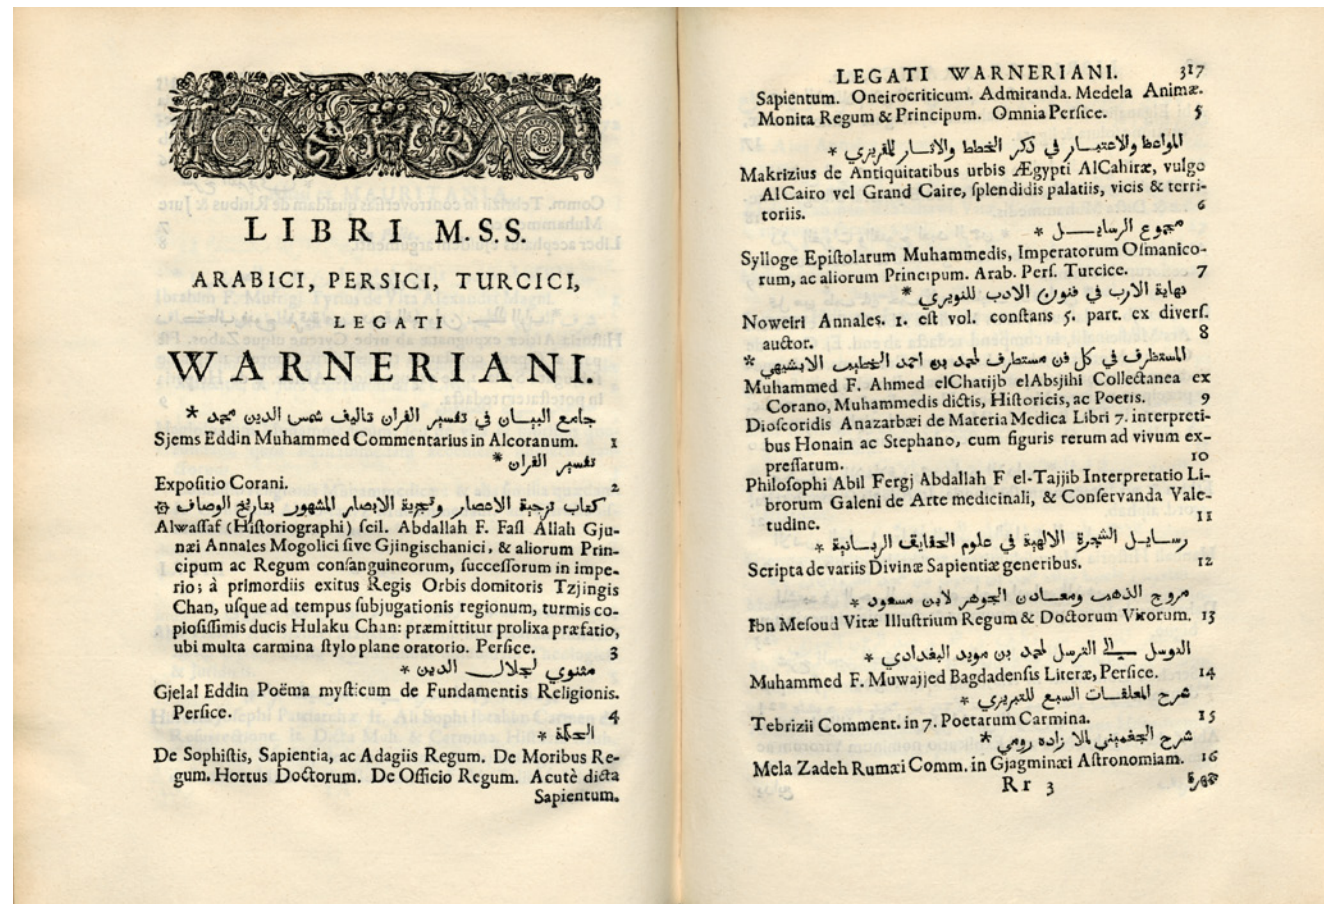 LIBRI M.S.S.
ARABICI, PERSICI, TURCICI,
LEGATI
WARNERIANI.
جامع البيـان في تفسير القران تاليف شمس الدين محمد *
Sjems Eddin Muhammed Commentarius in Alcoranum. 1
تفسير القران *
Expositio Corani. 2
كتاب ترجية الاعصار وتجزية الابصار المشهور بتاريخ الوصاف
Alwaſſaf (Hiſtoriographi) ſcil. Abdallah F. Faſl Allah Gju-
næi Annales Mogolici ſive Gjingischanici, & aliorum Prin-
cipum ac Regum conſanguineorum, ſucceſſorum in impe-
rio; à primordiis exitus Regis Orbis domitoris Tzjingis
Chan, uſque ad tempus ſubjugationis regionum, turmis co-
pioſiſſimis ducis Hulaku Chan: præmittitur prolixa præfatio,
ubi multa carmina ſtylo plane oratorio. Perſice. 3
مثنوي لجلال الدين *
Gjelal Eddin Poëma myſticum de Fundamentis Religionis.
Perſice. 4
الحكمة *
De Sophiſtis, Sapientia, ac Adagiis Regum. De Moribus Re-
gum. Hortus Doctorum. De Officio Regum. Acutè dicta
Sapientum.
LEGATI WARNERIANI. 317
Sapientum. Oneirocriticum. Admiranda. Medela Animæ.
Monita Regum & Principum. Omnia Perſice. 5
المواعظ والاعتبـار في ذكر الخطط والاثـار للمقريزي *
Makrizius de Antiquitatibus urbis Ægypti AlCahiræ, vulgo
AlCairo vel Grand Caire, ſplendidis palatiis, vicis & terri-
toriis. 6
مجموع الرسايـل *
Sylloge Epiſtolarum Muhammedis, Imperatorum Oſmanico-
rum, ac aliorum Principum. Arab. Perſ. Turcice. 7
نهاية الارب في فنون الادب للنويري *
Noweiri Annales. 1. eſt vol. conſtans 5. part. ex diverſ.
auctor. 8
المستظرف في كل فن مستطرف لمحمد بن احمد الخطيب الابشيهي *
Muhammed F. Ahmed elChatijb elAbsjihi Collectanea ex
Corano, Muhammedis dictis, Hiſtoricis, ac Poetis. 9
Dioſcoridis Anazarbæi de Materia Medica Libri 7. interpreti-
bus Honain ac Stephano, cum figuris rerum ad vivum ex-
preſſarum. 10
Philoſophi Abil Fergj Abdallah F el-Tajjib Interpretatio Li-
brorum Galeni de Arte medicinali, & Conſervanda Vale-
tudine. 11
رسـايـل الشجرة الالهية في علوم الحقايق الربـانية *
Scripta de variis Divinæ Sapientiæ generibus. 12
مروج الذهب ومعـادن الجوهر لابن مسعود *
Ibn Meſoud Vitæ Illuſtrium Regum & Doctorum Virorum. 13
التوسل الي الترسل لمحمد بن مويد البغدادي *
Muhammed F. Muwajjed Bagdadenſis Literæ, Perſice. 14
شرح المعلقـات السبع للتبريزي *
Tebrizii Comment. in 7. Poetarum Carmina. 15
شرح الجغميني لملا زاده رومي *
Mela Zadeh Rumæi Comm. in Gjagminæi Aſtronomiam. 16
Rr 3